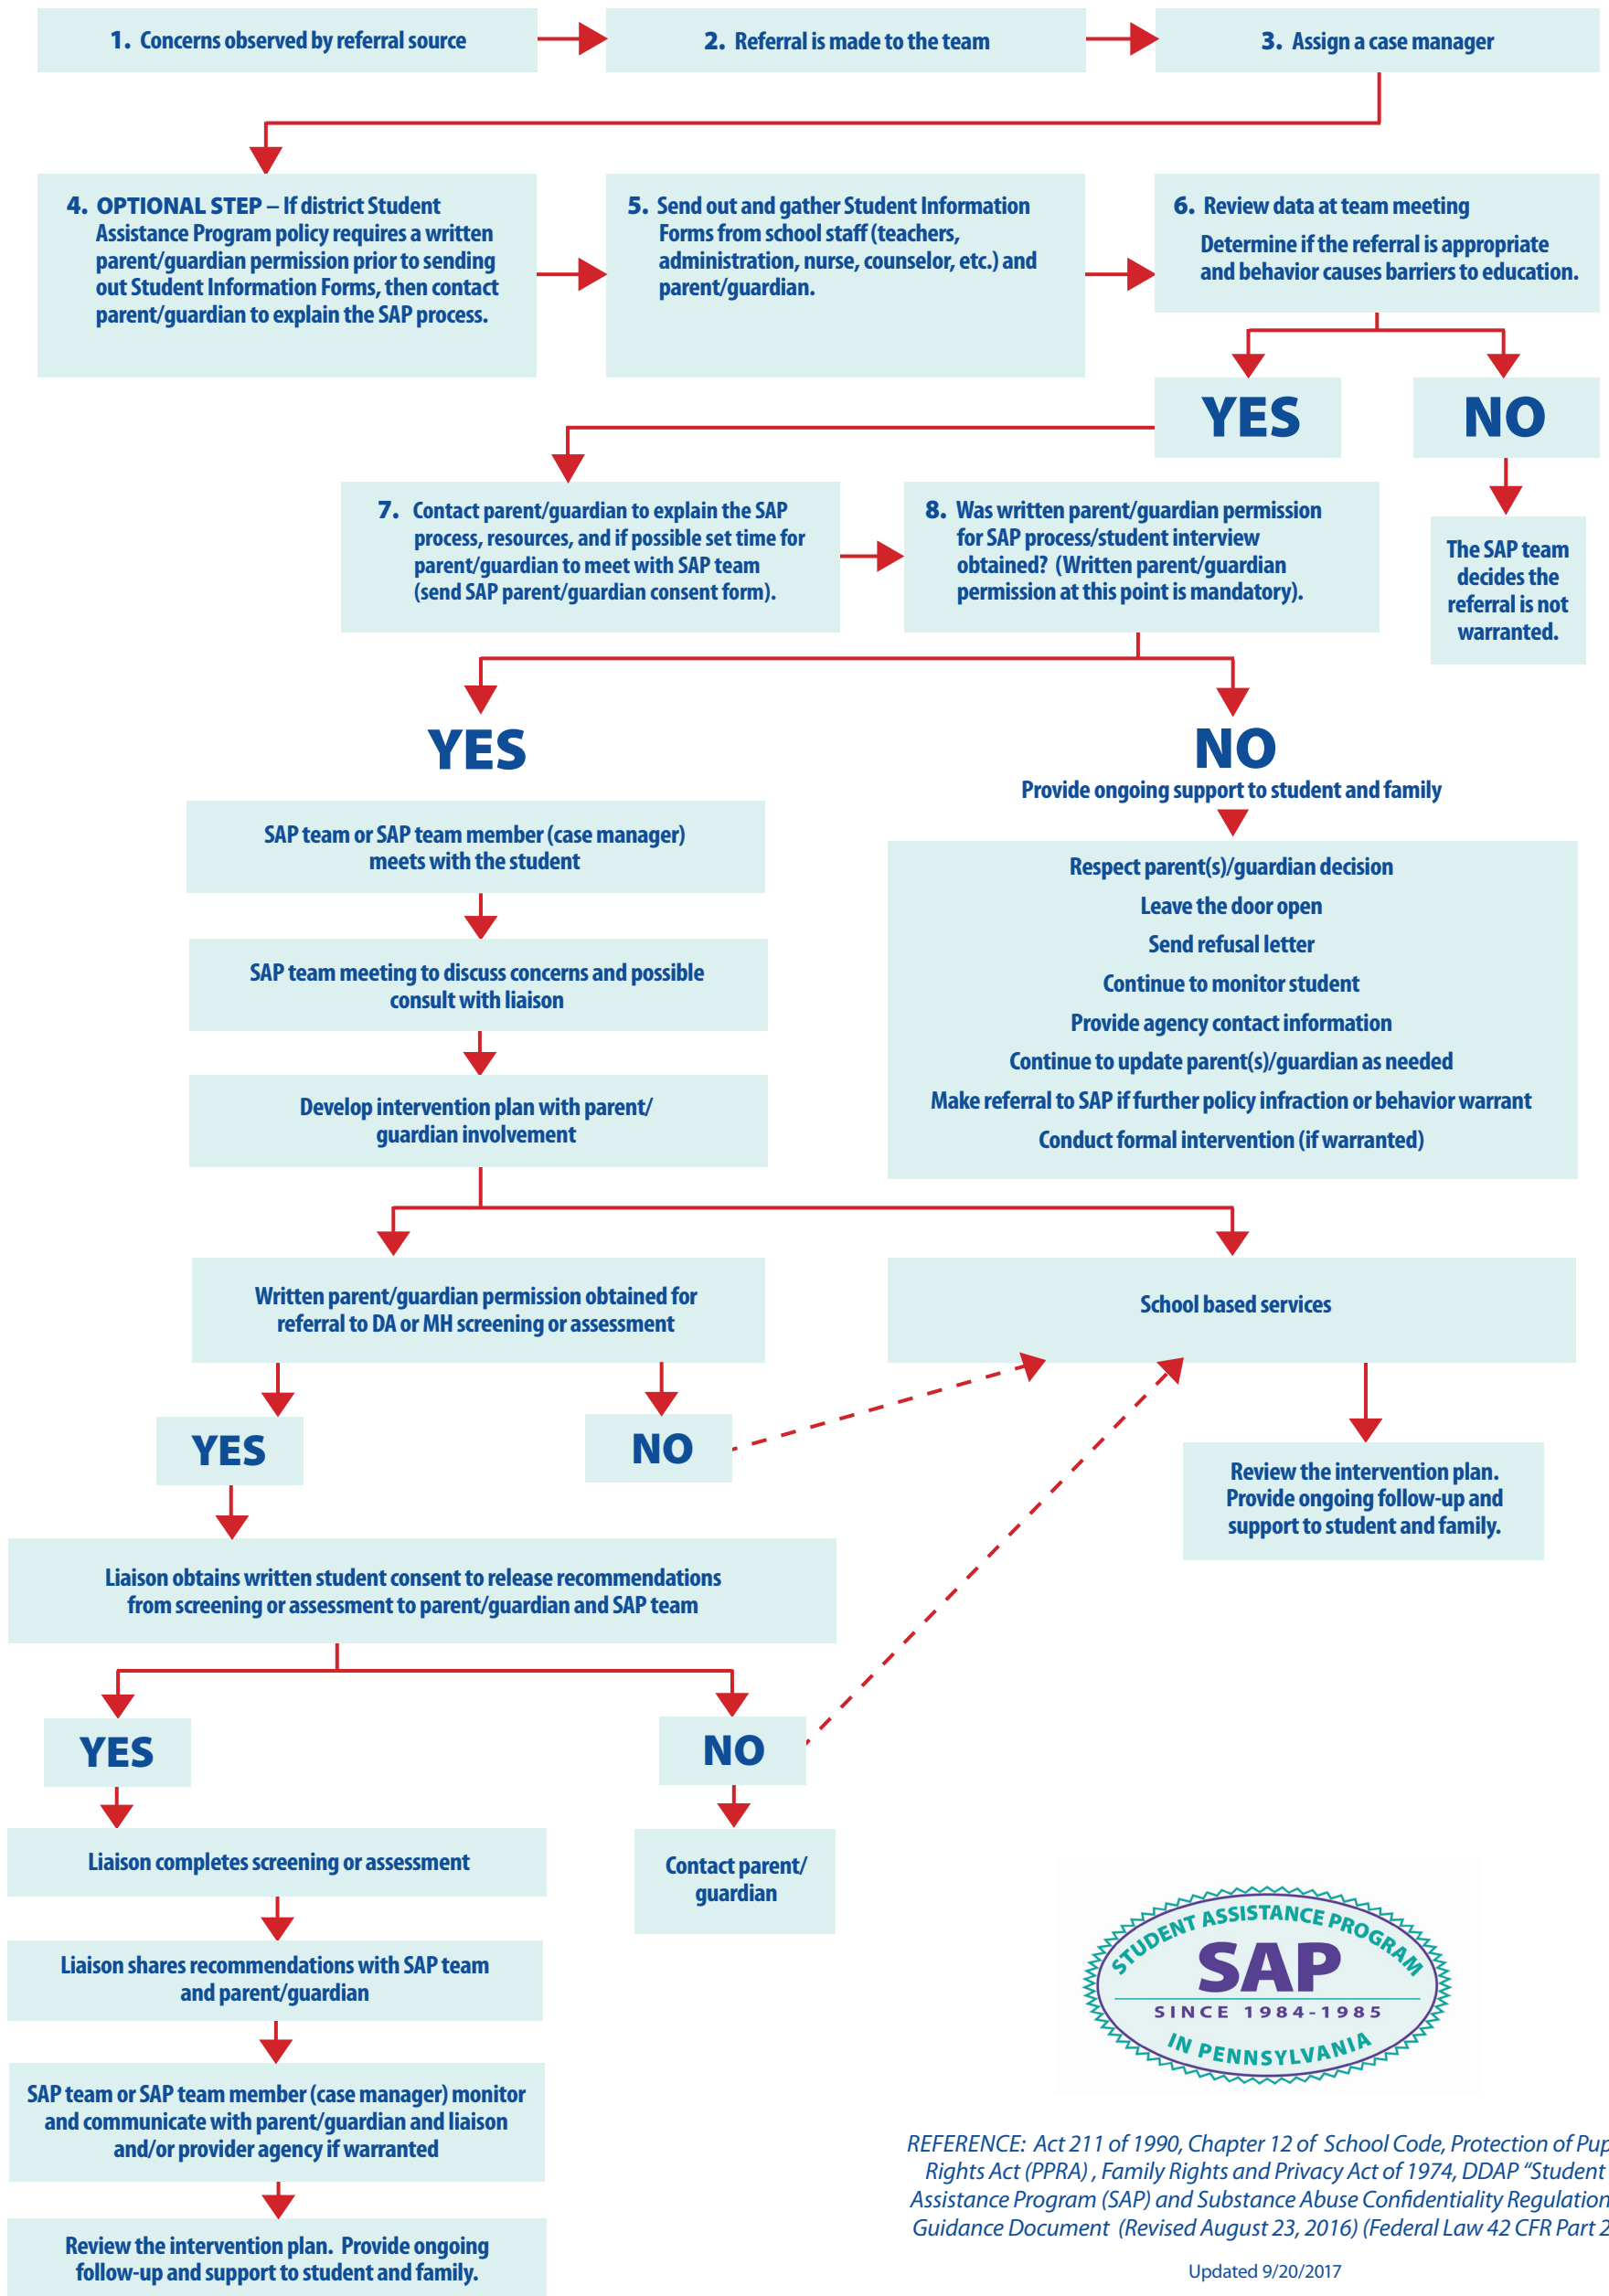 1. Concerns observed by referral source
2. Referral is made to the team
3. Assign a case manager
4. OPTIONAL STEP – If district Student
Assistance Program policy requires a written
parent/guardian permission prior to sending
out Student Information Forms, then contact
parent/guardian to explain the SAP process.
5. Send out and gather Student Information
Forms from school staff (teachers,
administration, nurse, counselor, etc.) and
parent/guardian.
6. Review data at team meeting
Determine if the referral is appropriate
and behavior causes barriers to education.
YES
NO
7. Contact parent/guardian to explain the SAP
process, resources, and if possible set time for
parent/guardian to meet with SAP team
(send SAP parent/guardian consent form).
8. Was written parent/guardian permission
for SAP process/student interview
obtained? (Written parent/guardian
permission at this point is mandatory).
The SAP team
decides the
referral is not
warranted.
YES
NO
Provide ongoing support to student and family
SAP team or SAP team member (case manager)
meets with the student
SAP team meeting to discuss concerns and possible
consult with liaison
Develop intervention plan with parent/
guardian involvement
Respect parent(s)/guardian decision
Leave the door open
Send refusal letter
Continue to monitor student
Provide agency contact information
Continue to update parent(s)/guardian as needed
Make referral to SAP if further policy infraction or behavior warrant
Conduct formal intervention (if warranted)
Written parent/guardian permission obtained for
referral to DA or MH screening or assessment
School based services
YES
NO
Review the intervention plan.
Provide ongoing follow-up and
support to student and family.
Liaison obtains written student consent to release recommendations
from screening or assessment to parent/guardian and SAP team
YES
NO
Liaison completes screening or assessment
Contact parent/
guardian
Liaison shares recommendations with SAP team
and parent/guardian
SAP team or SAP team member (case manager) monitor
and communicate with parent/guardian and liaison
and/or provider agency if warranted
Review the intervention plan. Provide ongoing
follow-up and support to student and family.
STUDENT ASSISTANCE PROGRAM
SAP
SINCE 1984-1985
IN PENNSYLVANIA
REFERENCE: Act 211 of 1990, Chapter 12 of School Code, Protection of
Rights Act (PPRA) , Family Rights and Privacy Act of 1974, DDAP “Student
Assistance Program (SAP) and Substance Abuse Confidentiality Regulation
Guidance Document (Revised August 23, 2016) (Federal Law 42 CFR Part 2
Updated 9/20/2017